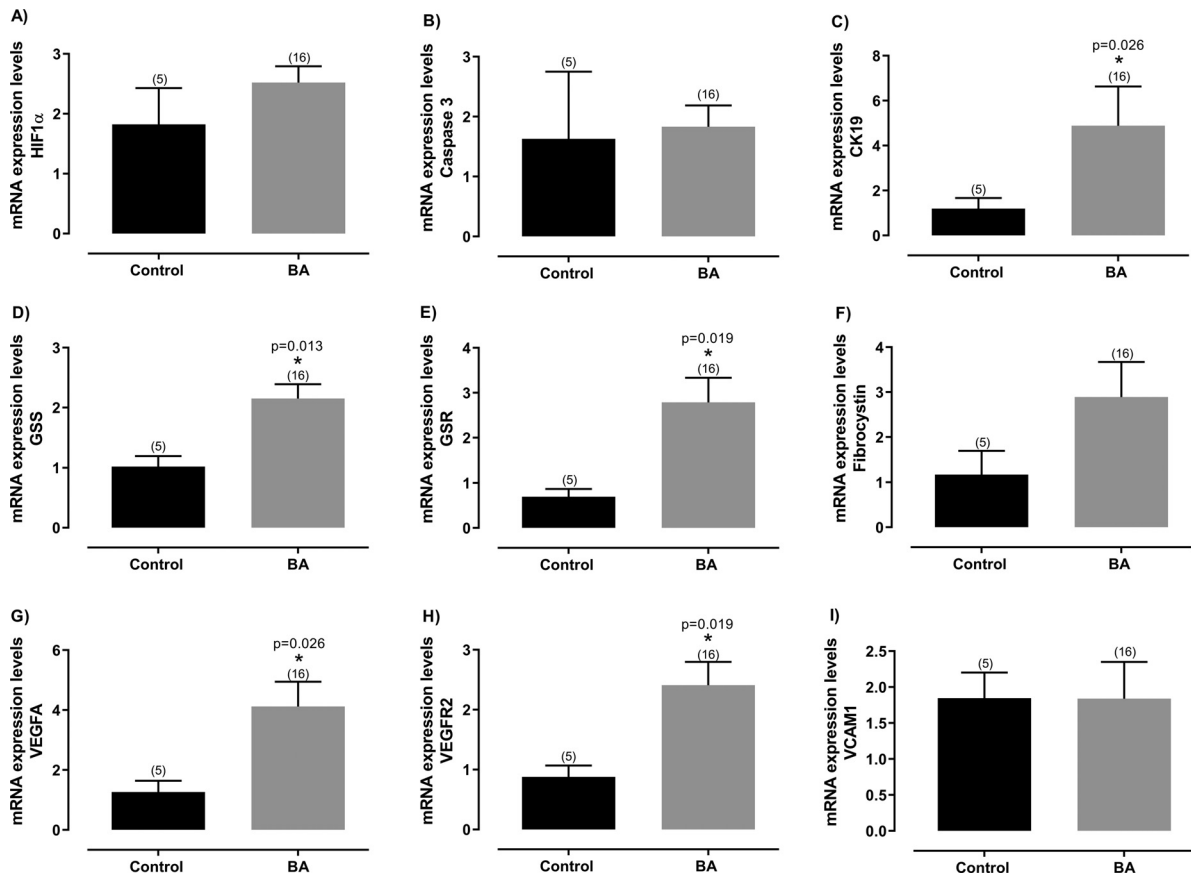 A)
mRNA expression levels
HIF1α
3
2
1
0
(5)
(16)
Control
BA
B)
mRNA expression levels
Caspase 3
3
2
1
0
(5)
(16)
Control
BA
C)
mRNA expression levels
CK19
8
6
4
2
0
(5)
p=0.026
*
(16)
Control
BA
D)
mRNA expression levels
GSS
3
2
1
0
(5)
p=0.013
*
(16)
Control
BA
E)
mRNA expression levels
GSR
4
3
2
1
0
(5)
p=0.019
*
(16)
Control
BA
F)
mRNA expression levels
Fibrocystin
4
3
2
1
0
(5)
(16)
Control
BA
G)
mRNA expression levels
VEGFA
6
4
2
0
(5)
p=0.026
*
(16)
Control
BA
H)
mRNA expression levels
VEGFR2
3
2
1
0
(5)
p=0.019
*
(16)
Control
BA
I)
mRNA expression levels
VCAM1
2.5
2.0
1.5
1.0
0.5
0.0
(5)
(16)
Control
BA